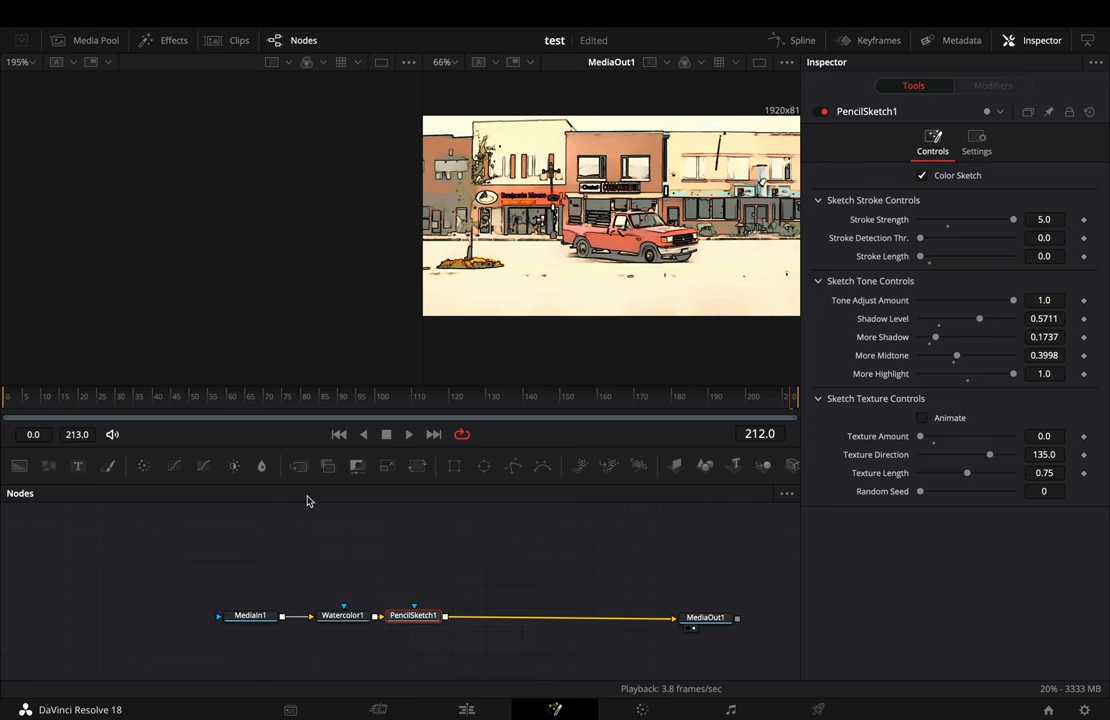 Media Pool
Effects
Clips
Nodes
test
Edited
Spline
Keyframes
Metadata
Inspector
195%
A
66%
A
MediaOut1
Inspector
Tools
Modifiers
1920x81
PencilSketch1
Controls
Settings
Color Sketch
Sketch Stroke Controls
Stroke Strength
5.0
Stroke Detection Thr.
0.0
Stroke Length
0.0
Sketch Tone Controls
Tone Adjust Amount
1.0
Shadow Level
0.5711
More Shadow
0.1737
More Midtone
0.3998
More Highlight
1.0
Sketch Texture Controls
Animate
Texture Amount
0.0
Texture Direction
135.0
Texture Length
0.75
Random Seed
0
Benjamin Moore
0 5 10 15 20 25 30 35 40 45 50 55 60 65 70 75 80 85 90 95 100 110 120 130 140 150 160 170 180 190 200
0.0
213.0
212.0
T
Nodes
MediaIn1
Watercolor1
PencilSketch1
MediaOut1
Playback: 3.8 frames/sec
20% - 3333 MB
DaVinci Resolve 18